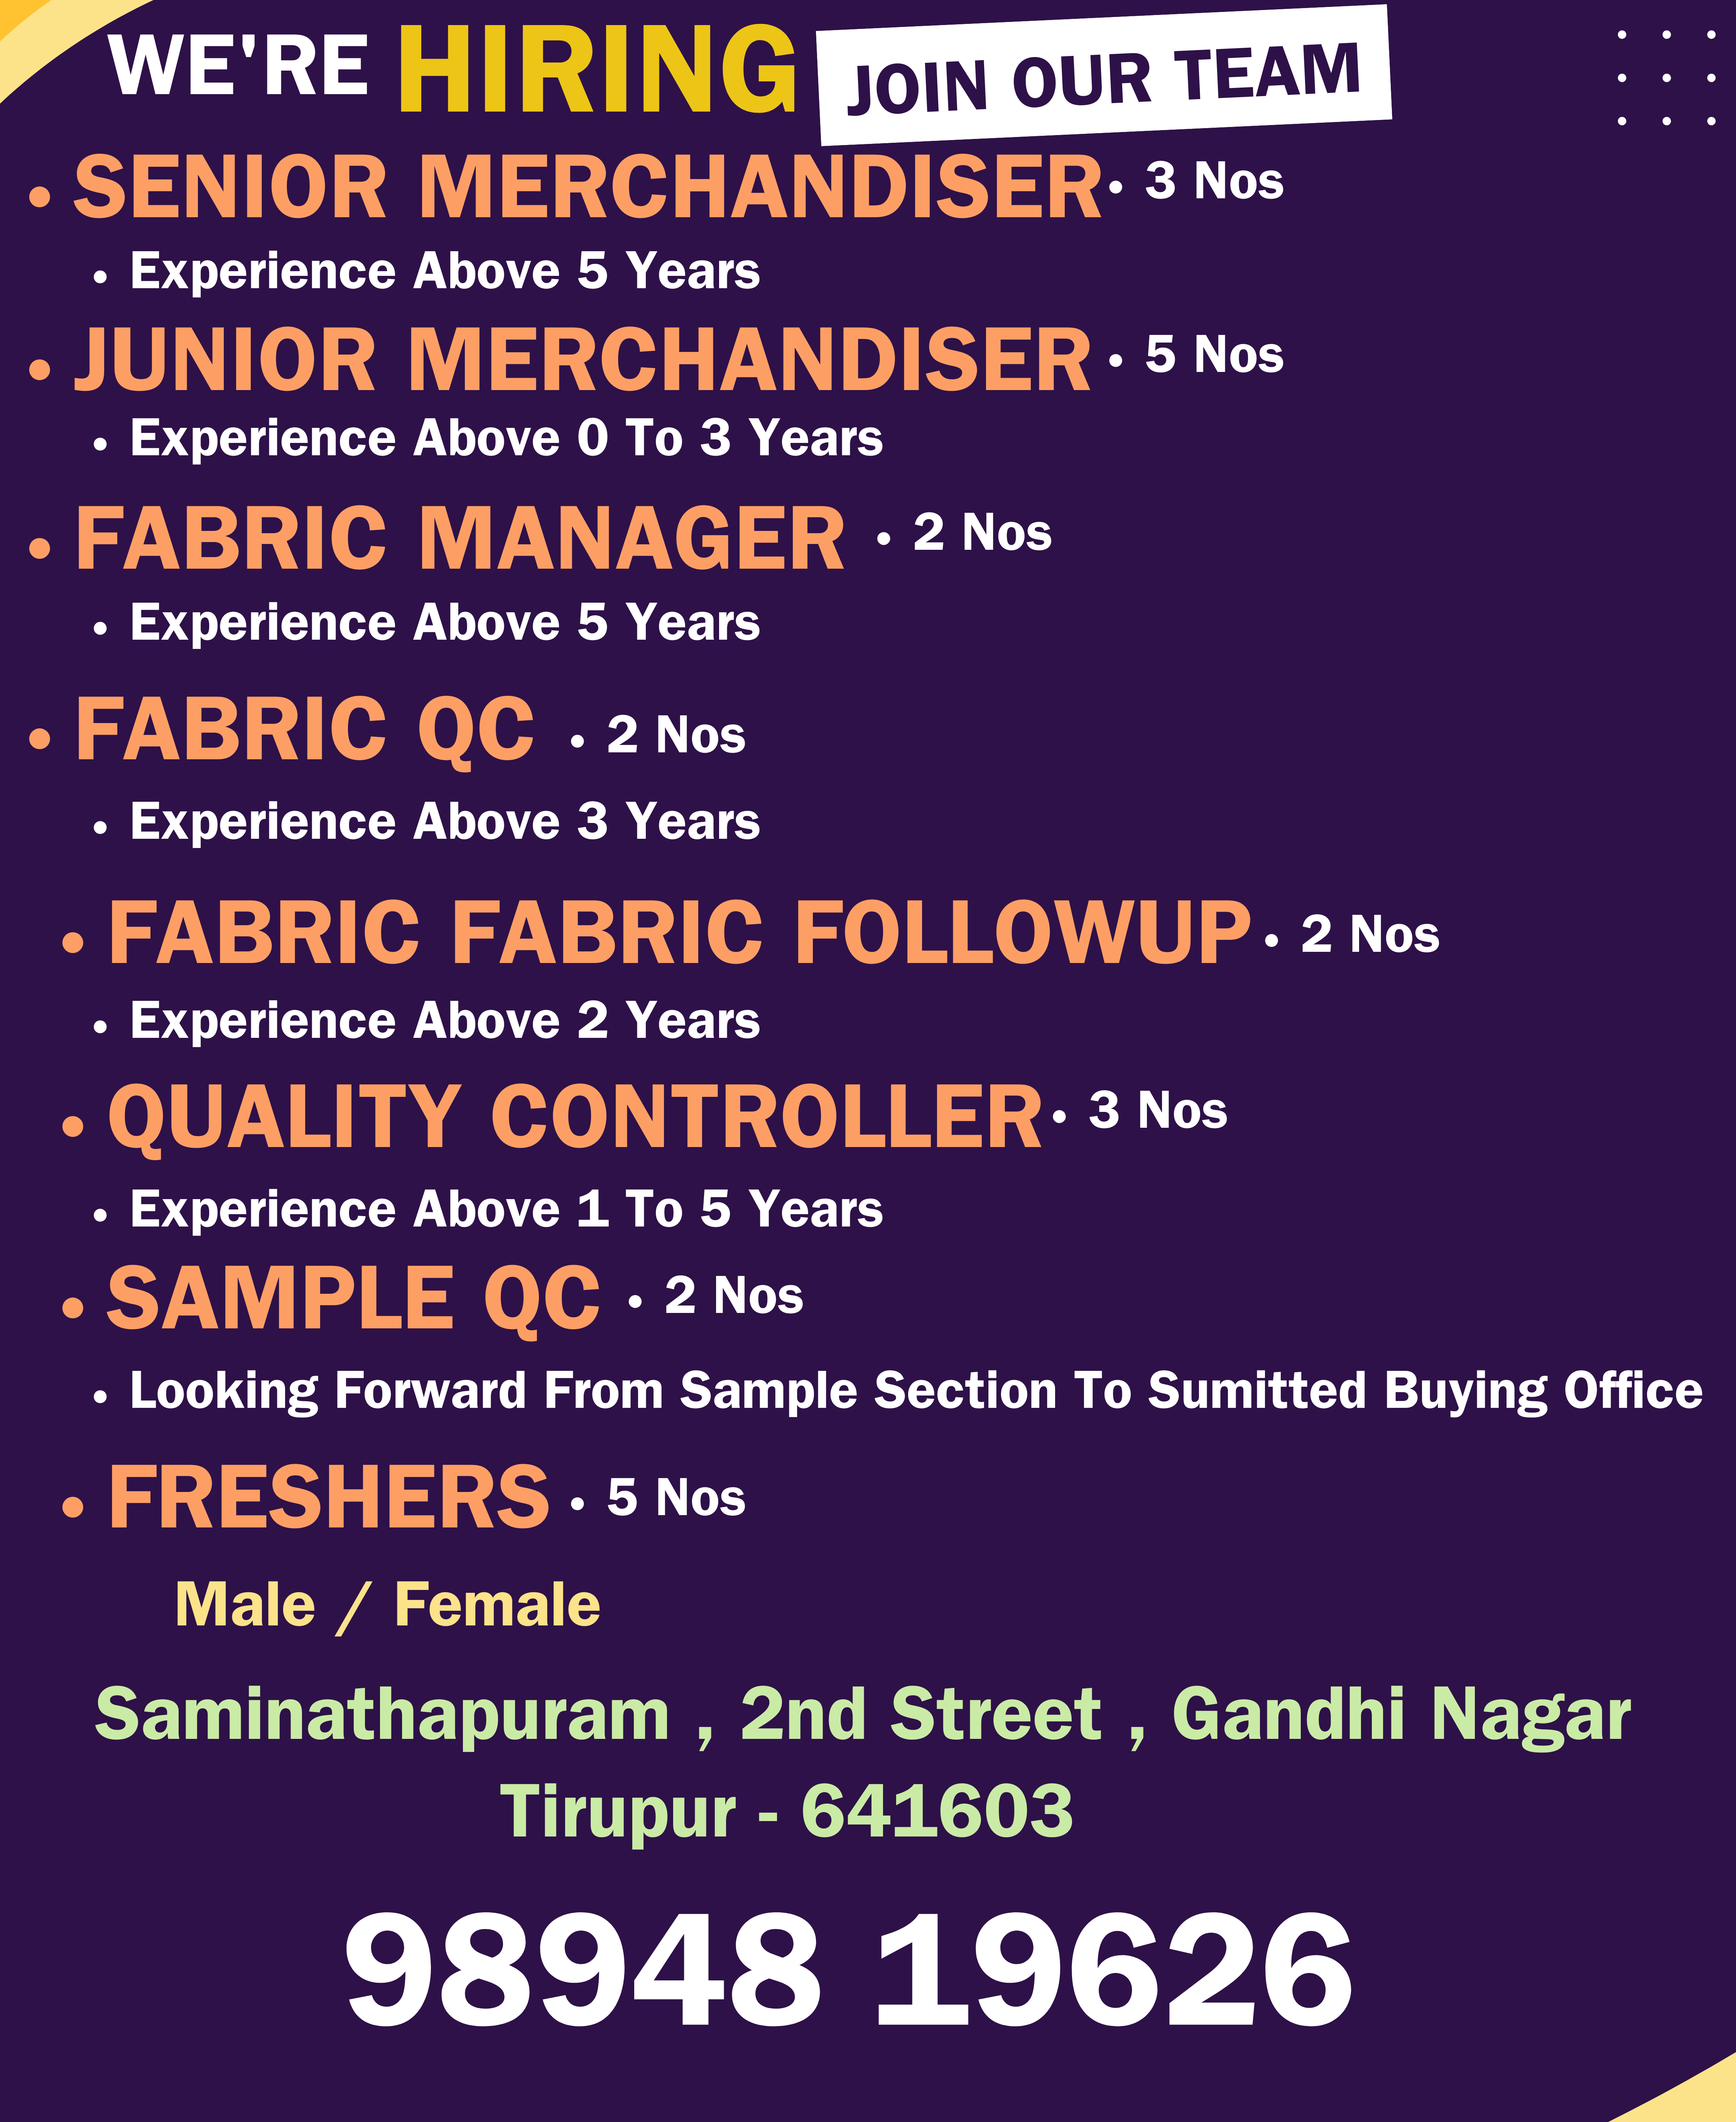 WE'RE HIRING JOIN OUR TEAM
• SENIOR MERCHANDISER • 3 Nos
• Experience Above 5 Years
• JUNIOR MERCHANDISER • 5 Nos
• Experience Above 0 To 3 Years
• FABRIC MANAGER • 2 Nos
• Experience Above 5 Years
• FABRIC QC • 2 Nos
• Experience Above 3 Years
• FABRIC FABRIC FOLLOWUP • 2 Nos
• Experience Above 2 Years
• QUALITY CONTROLLER • 3 Nos
• Experience Above 1 To 5 Years
• SAMPLE QC • 2 Nos
• Looking Forward From Sample Section To Sumitted Buying Office
• FRESHERS • 5 Nos
Male / Female
Saminathapuram , 2nd Street , Gandhi Nagar
Tirupur - 641603
98948 19626